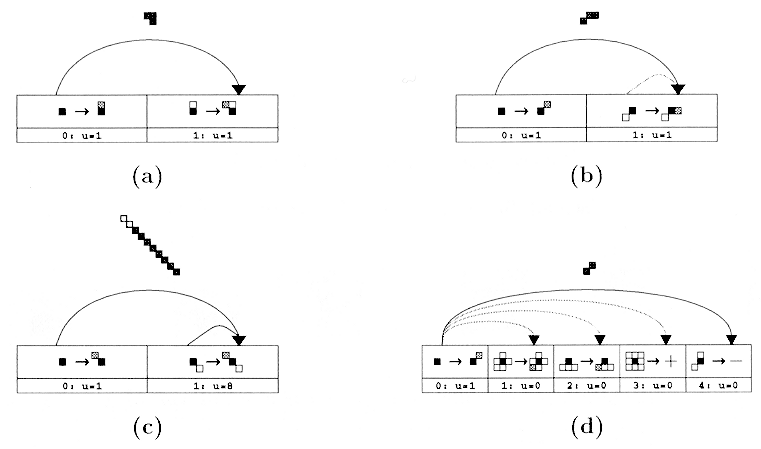 0: u=1 1: u=1
(a)
0: u=1 1: u=1
(b)
0: u=1 1: u=8
(c)
0: u=1 1: u=0 2: u=0 3: u=0 4: u=0
(d)